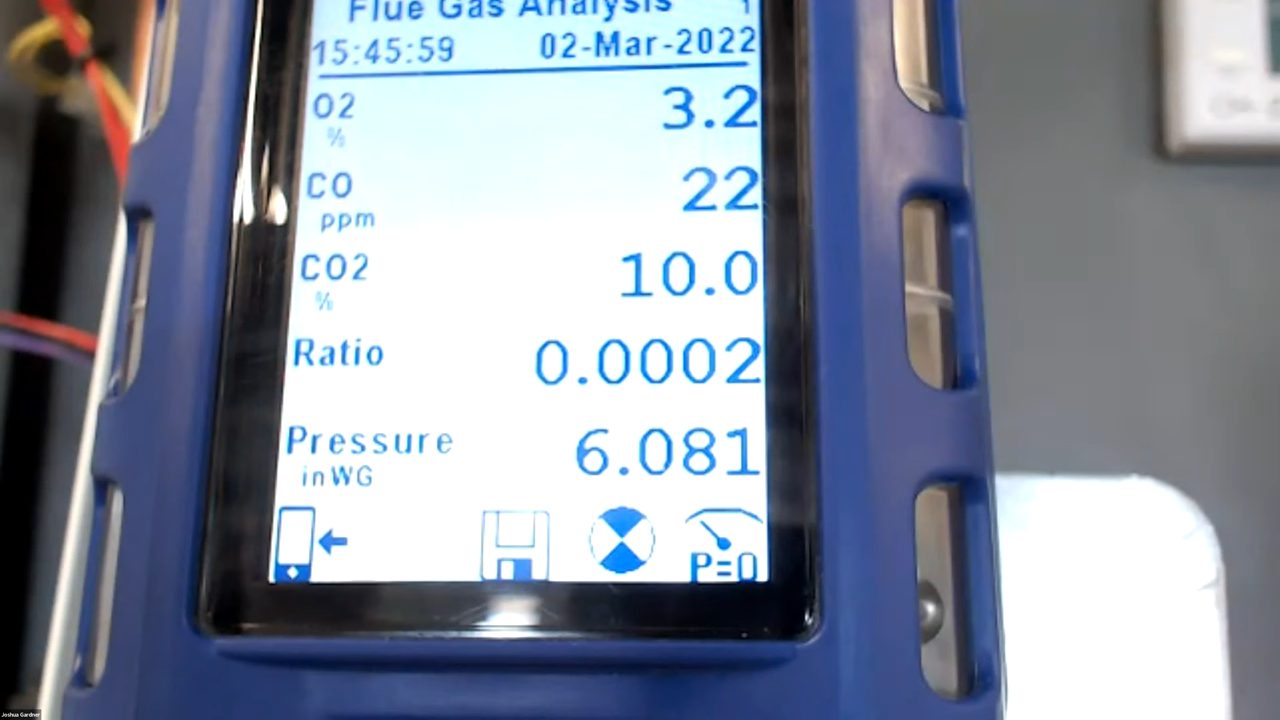 Flue Gas Analysis 1
15:45:59 02-Mar-2022
O2 3.2
%
CO 22
ppm
CO2 10.0
%
Ratio 0.0002
Pressure 6.081
inWG
P=0
Joshua Gardner